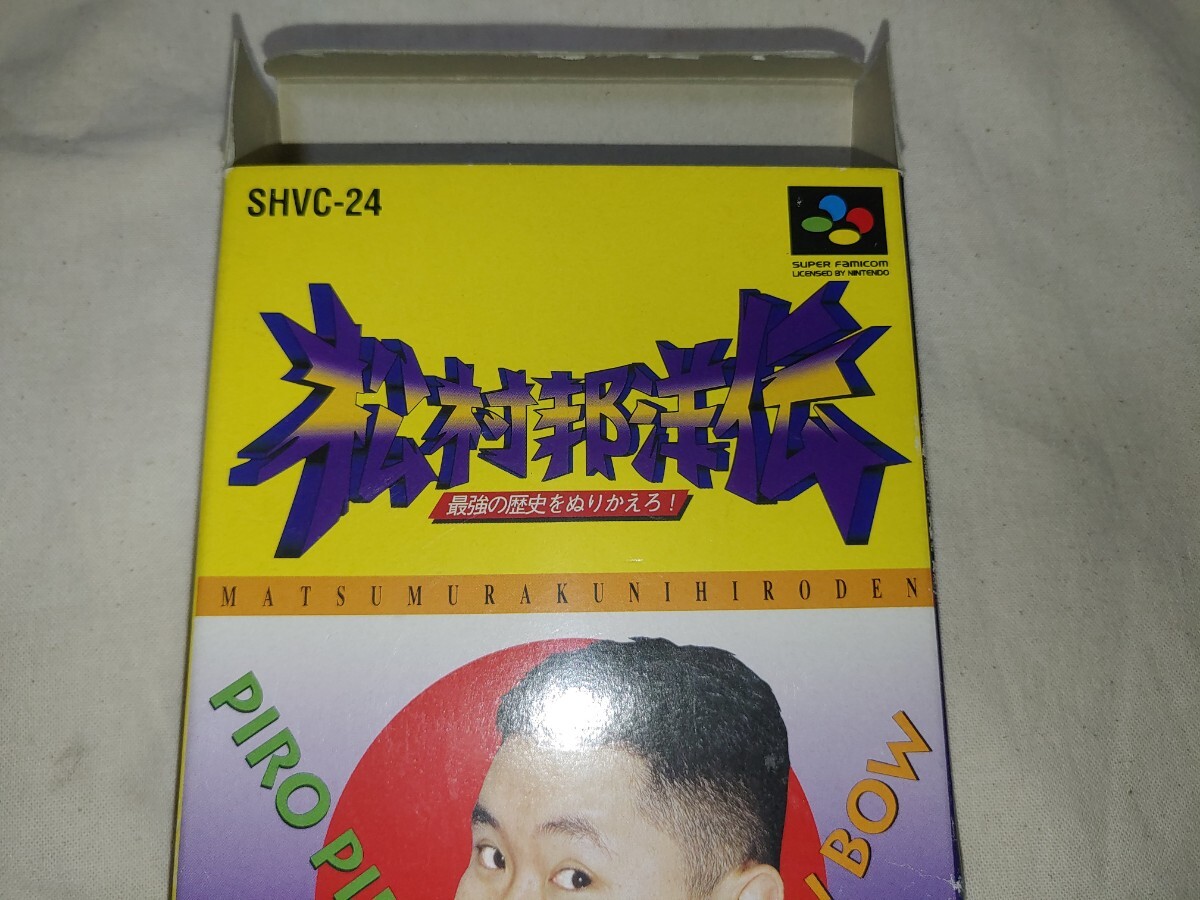 SHVC-24
SUPER FAMICOM
LICENSED BY NINTENDO
松村邦洋伝
最強の歴史をぬりかえろ!
MATSUMURAKUNIHIRODEN
PIRO
BOW